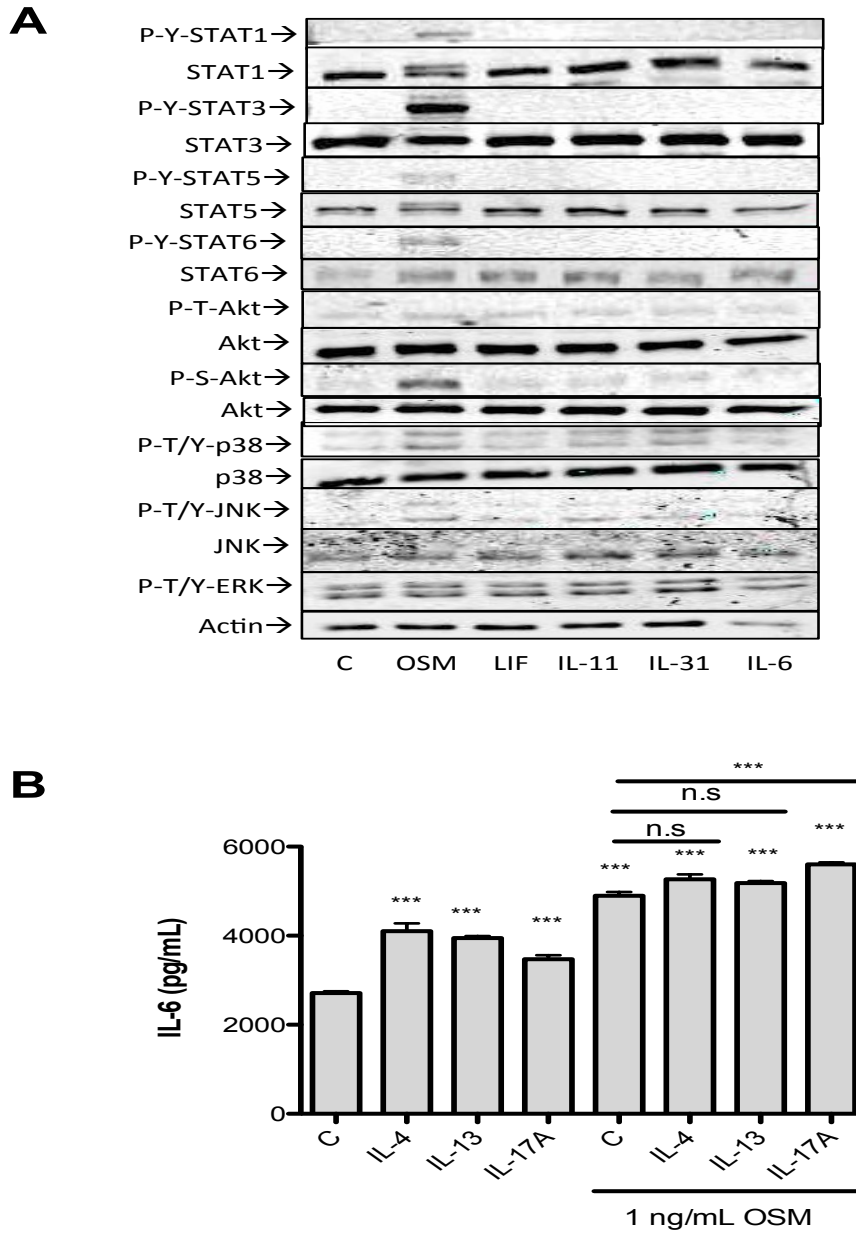 A
P-Y-STAT1→
STAT1→
P-Y-STAT3→
STAT3→
P-Y-STAT5→
STAT5→
P-Y-STAT6→
STAT6→
P-T-Akt→
Akt→
P-S-Akt→
Akt→
P-T/Y-p38→
p38→
P-T/Y-JNK→
JNK→
P-T/Y-ERK→
Actin→
C OSM LIF IL-11 IL-31 IL-6
B
***
n.s
n.s
*** *** *** *** *** *** ***
IL-6 (pg/mL)
6000
4000
2000
0
C IL-4 IL-13 IL-17A C IL-4 IL-13 IL-17A
1 ng/mL OSM